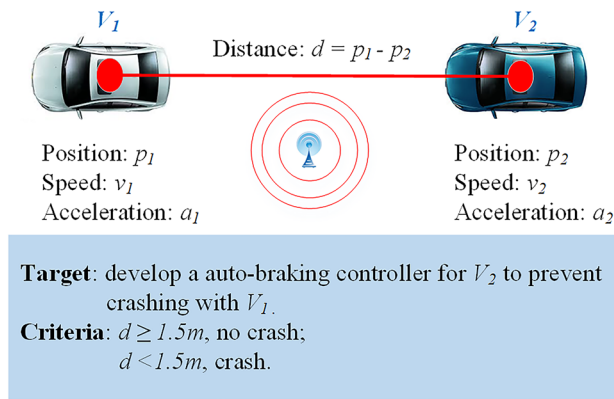 V₁
V₂
Distance: d = p₁ - p₂
Position: p₁
Speed: v₁
Acceleration: a₁
Position: p₂
Speed: v₂
Acceleration: a₂
Target: develop a auto-braking controller for V₂ to prevent
crashing with V₁.
Criteria: d ≥ 1.5m, no crash;
d < 1.5m, crash.